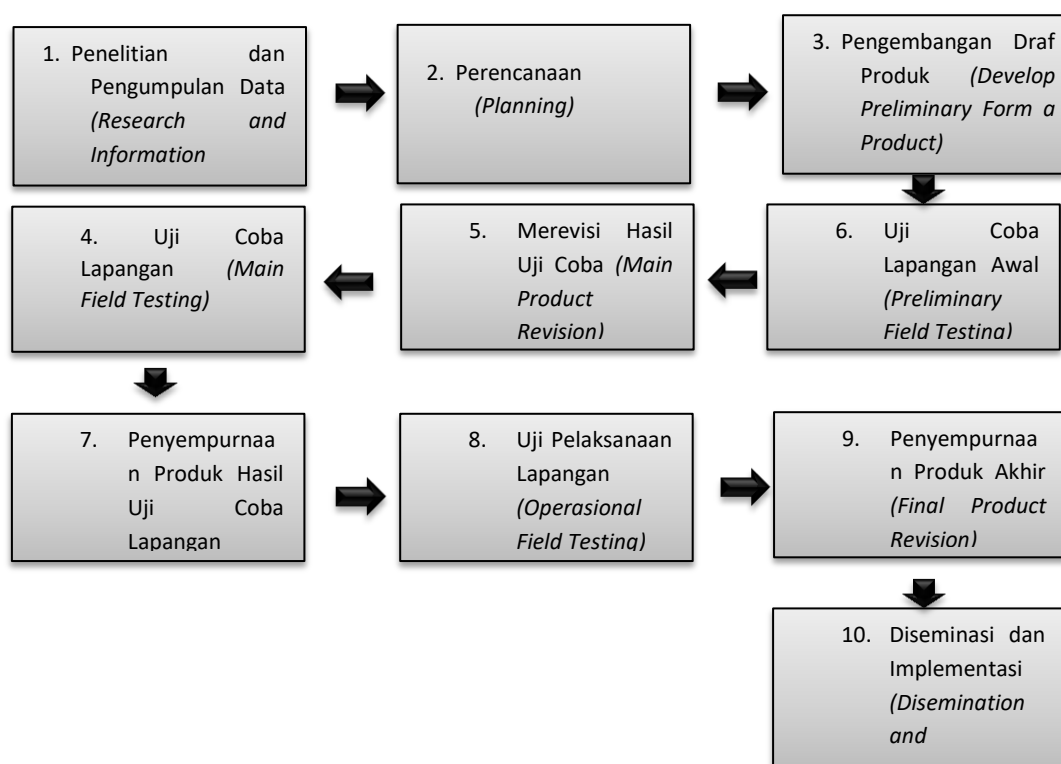 1. Penelitian dan
Pengumpulan Data
(Research and
Information
2. Perencanaan
(Planning)
3. Pengembangan Draf
Produk (Develop
Preliminary Form a
Product)
4. Uji Coba
Lapangan (Main
Field Testing)
5. Merevisi Hasil
Uji Coba (Main
Product
Revision)
6. Uji Coba
Lapangan Awal
(Preliminary
Field Testing)
7. Penyempurnaa
n Produk Hasil
Uji Coba
Lapangan
8. Uji Pelaksanaan
Lapangan
(Operasional
Field Testing)
9. Penyempurnaa
n Produk Akhir
(Final Product
Revision)
10. Diseminasi dan
Implementasi
(Disemination
and